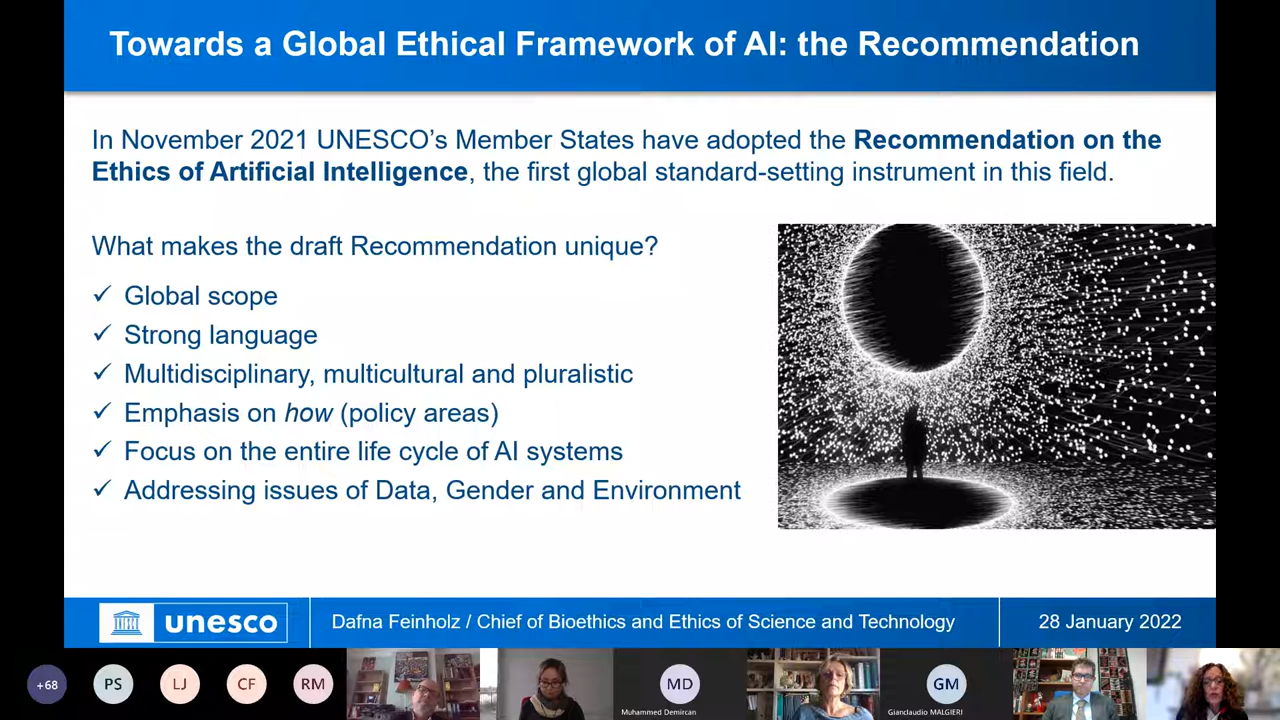 Towards a Global Ethical Framework of AI: the Recommendation
In November 2021 UNESCO’s Member States have adopted the Recommendation on the
Ethics of Artificial Intelligence, the first global standard-setting instrument in this field.
What makes the draft Recommendation unique?
✓ Global scope
✓ Strong language
✓ Multidisciplinary, multicultural and pluralistic
✓ Emphasis on how (policy areas)
✓ Focus on the entire life cycle of AI systems
✓ Addressing issues of Data, Gender and Environment
unesco
Dafna Feinholz / Chief of Bioethics and Ethics of Science and Technology
28 January 2022
+68
PS
LJ
CF
RM
MD
Muhammed Demircan
GM
Gianclaudio MALGIERI